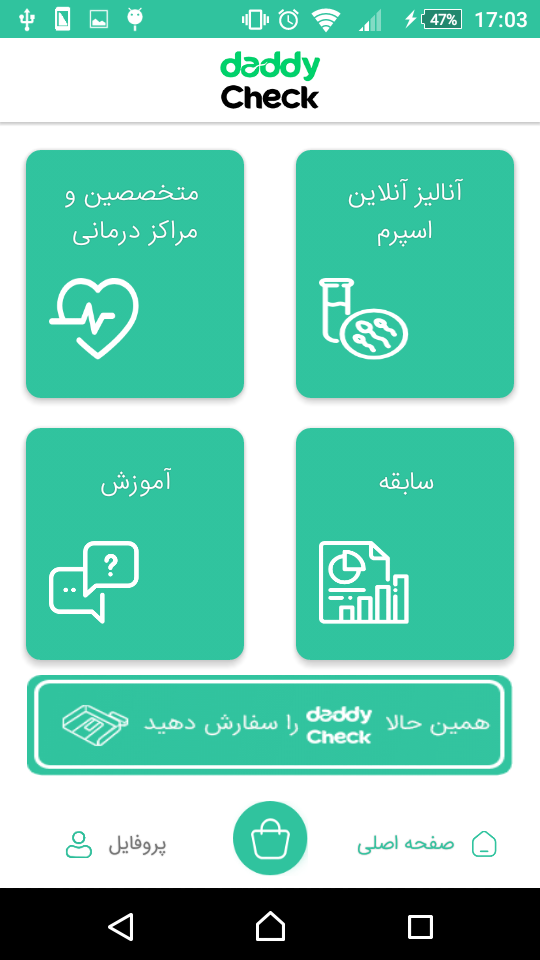 47% 17:03
daddy
Check
آنالیز آنلاین
اسپرم
متخصصین و
مراکز درمانی
سابقه
آموزش
?
همین حالا daddy Check را سفارش دهید
صفحه اصلی
پروفایل